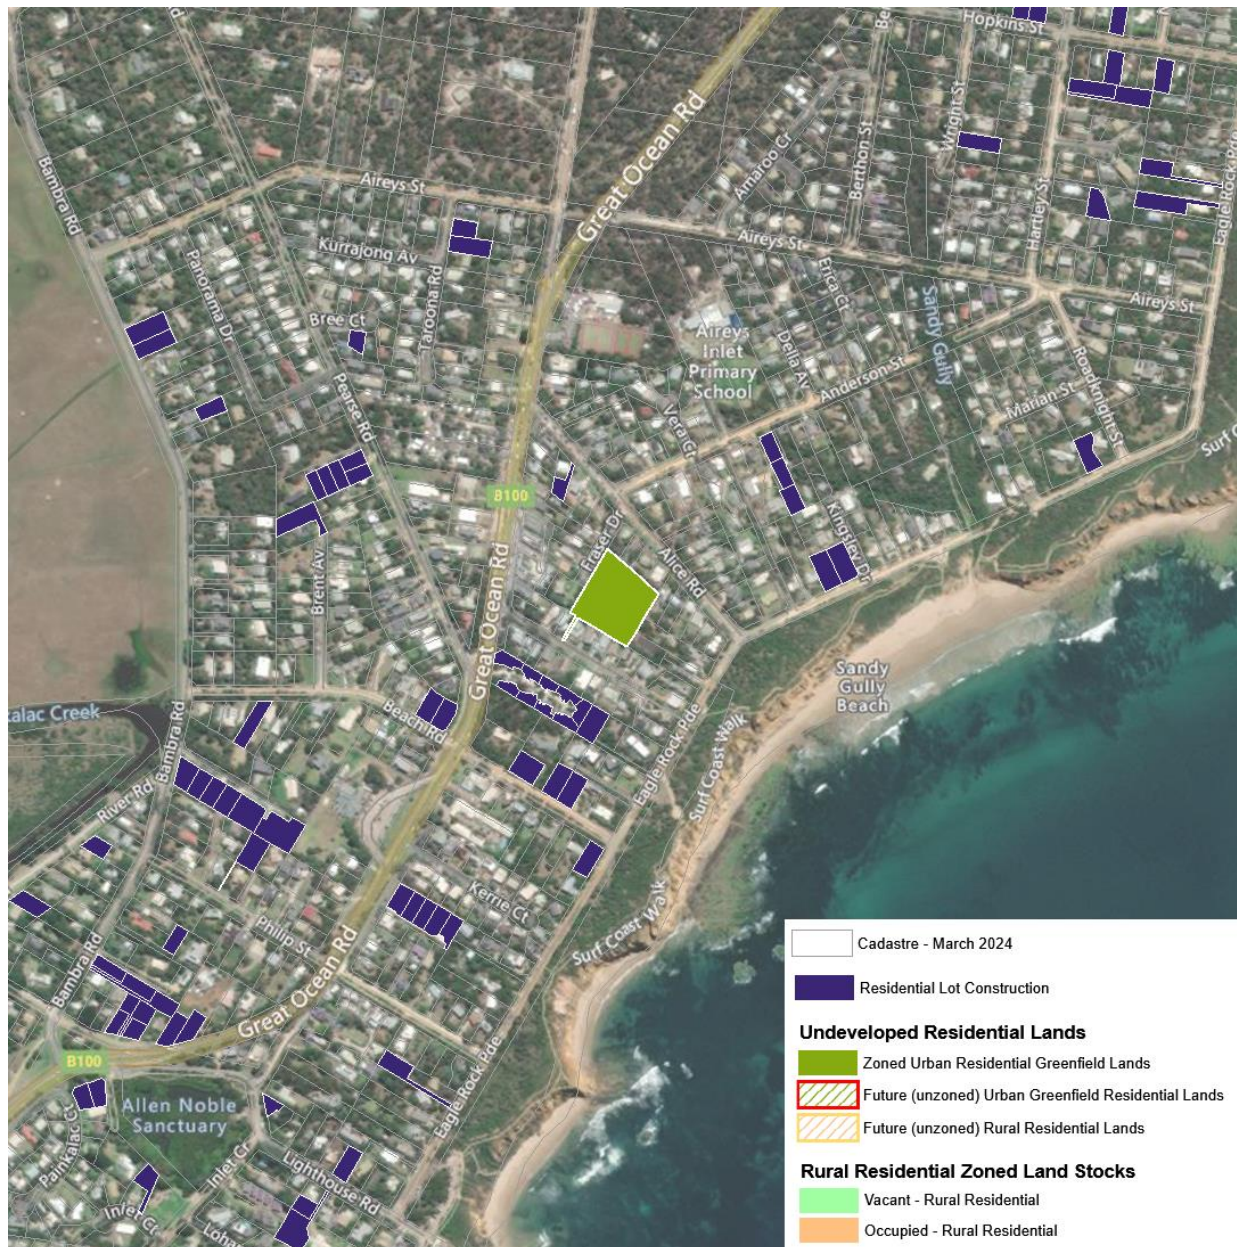 Rd
Hopkins St
Be
Great Ocean Rd
Wright St
Bambra Rd
Aireys St
Amaroo Cr
Berthon St
Eagle Rock Pde
Hartley St
Kurrajong Av
Panorama Dr
Taroona Rd
Aireys St
Erica Ct
Sandy Gully
Aireys St
Bree Ct
Aireys
Inlet
Primary
School
Della Av
Anderson St
Roadknight St
Marian St
Pearse Rd
Vera Ct
Surf C
B100
Fraser Dr
Kingsley Dr
Alice Rd
Brent Av
Great Ocean Rd
Sandy
Gully
Beach
kalac Creek
Bambra Rd
Beach Rd
Eagle Rock Pde
Surf Coast Walk
River Rd
Kerrie Ct
Surf Coast Walk
Philip St
Bambra Rd
Great Ocean Rd
Eagle Rock Pde
B100
Allen Noble
Sanctuary
Painkalac Ct
Inlet Cr
Lighthouse Rd
Inlet Ct
Lohar
Cadastre - March 2024
Residential Lot Construction
Undeveloped Residential Lands
Zoned Urban Residential Greenfield Lands
Future (unzoned) Urban Greenfield Residential Lands
Future (unzoned) Rural Residential Lands
Rural Residential Zoned Land Stocks
Vacant - Rural Residential
Occupied - Rural Residential